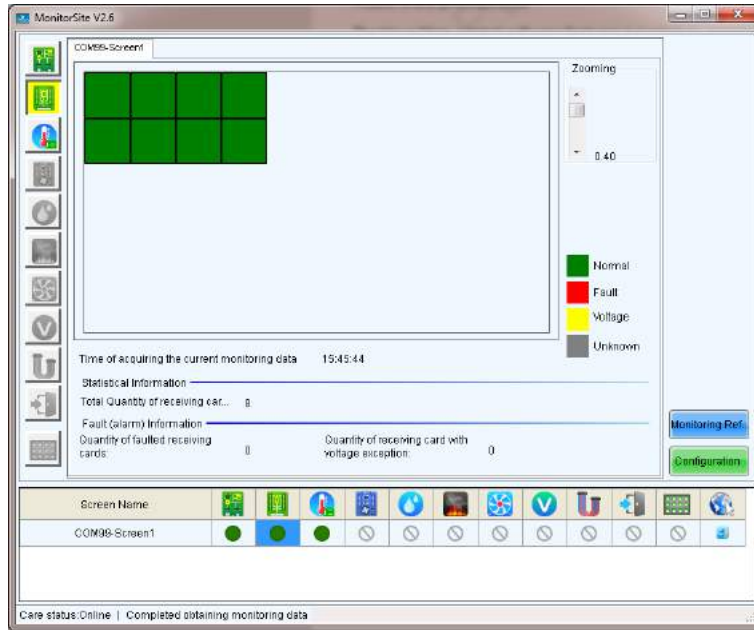 MonitorSite V2.6
COM99-Screen1
Zooming
0.40
Normal
Fault
Voltage
Unknown
Time of acquiring the current monitoring data 15:45:44
Statistical Information
Total Quantity of receiving car... 8
Fault (alarm) Information
Quantity of faulted receiving cards: 0
Quantity of receiving card with voltage exception: 0
Monitoring Ref.
Configuration
Screen Name
COM99-Screen1
Care status:Online | Completed obtaining monitoring data